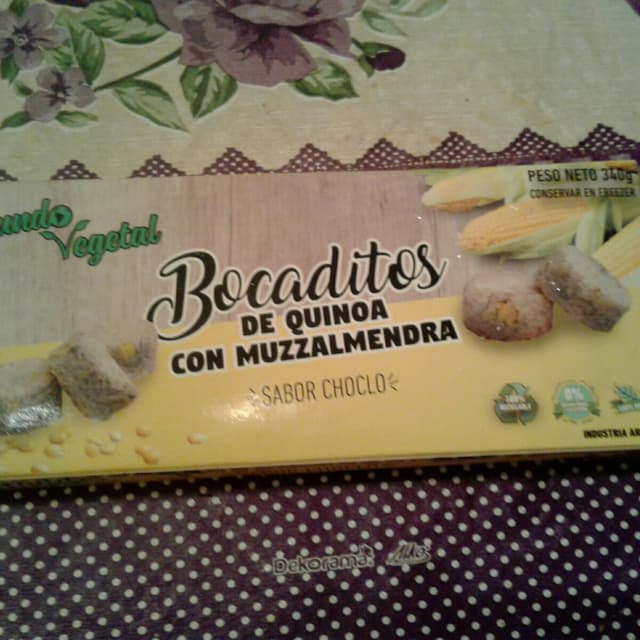 PESO NETO 340g
CONSERVAR EN FREEZER
Vegetal
Bocaditos
DE QUINOA
CON MUZZALMENDRA
SABOR CHOCLO
INDUSTRIA AR
Dekorama